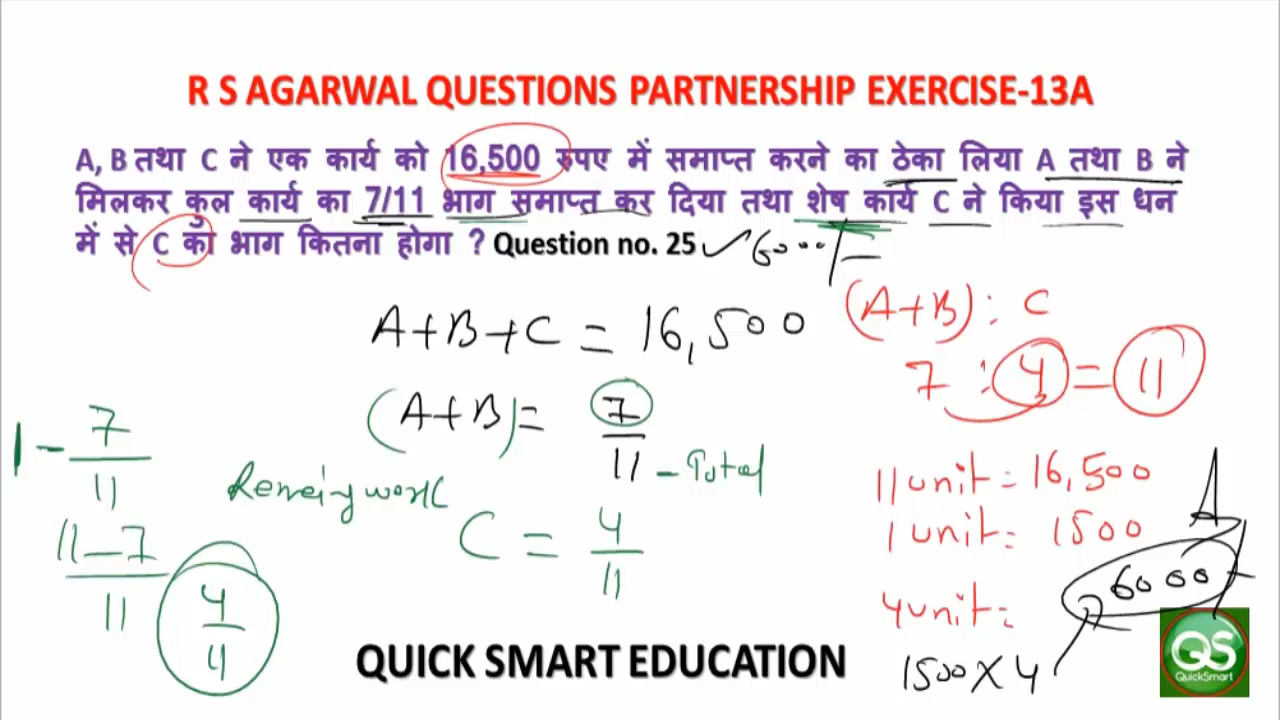 R S AGARWAL QUESTIONS PARTNERSHIP EXERCISE-13A
A, B तथा C ने एक कार्य को 16,500 रुपए में समाप्त करने का ठेका लिया A तथा B ने
मिलकर कुल कार्य का 7/11 भाग समाप्त कर दिया तथा शेष कार्य C ने किया इस धन
में से C का भाग कितना होगा ? Question no. 25 ✓ 6000/-
A+B+C = 16,500
(A+B) = 7/11 - Total
1 - 7/11
11-7/11
4/11
C = 4/11
(A+B) : C
7 : 4 = 11
11 unit = 16,500
1 unit = 1500
4 unit =
1500 X 4
6000
QUICK SMART EDUCATION
QS
QuickSmart